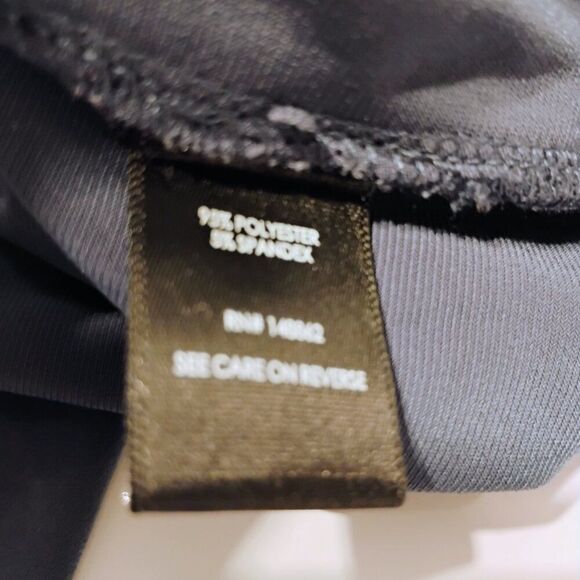 95% POLYESTER
5% SPANDEX
RN#
SEE CARE ON REVERSE